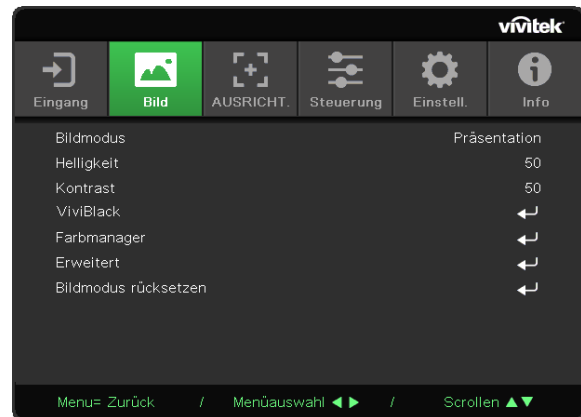 vivitek
Eingang Bild AUSRICHT. Steuerung Einstell. Info
Bildmodus Präsentation
Helligkeit 50
Kontrast 50
ViviBlack
Farbmanager
Erweitert
Bildmodus rücksetzen
Menu= Zurück / Menüauswahl ◀ ▶ / Scrollen ▲▼